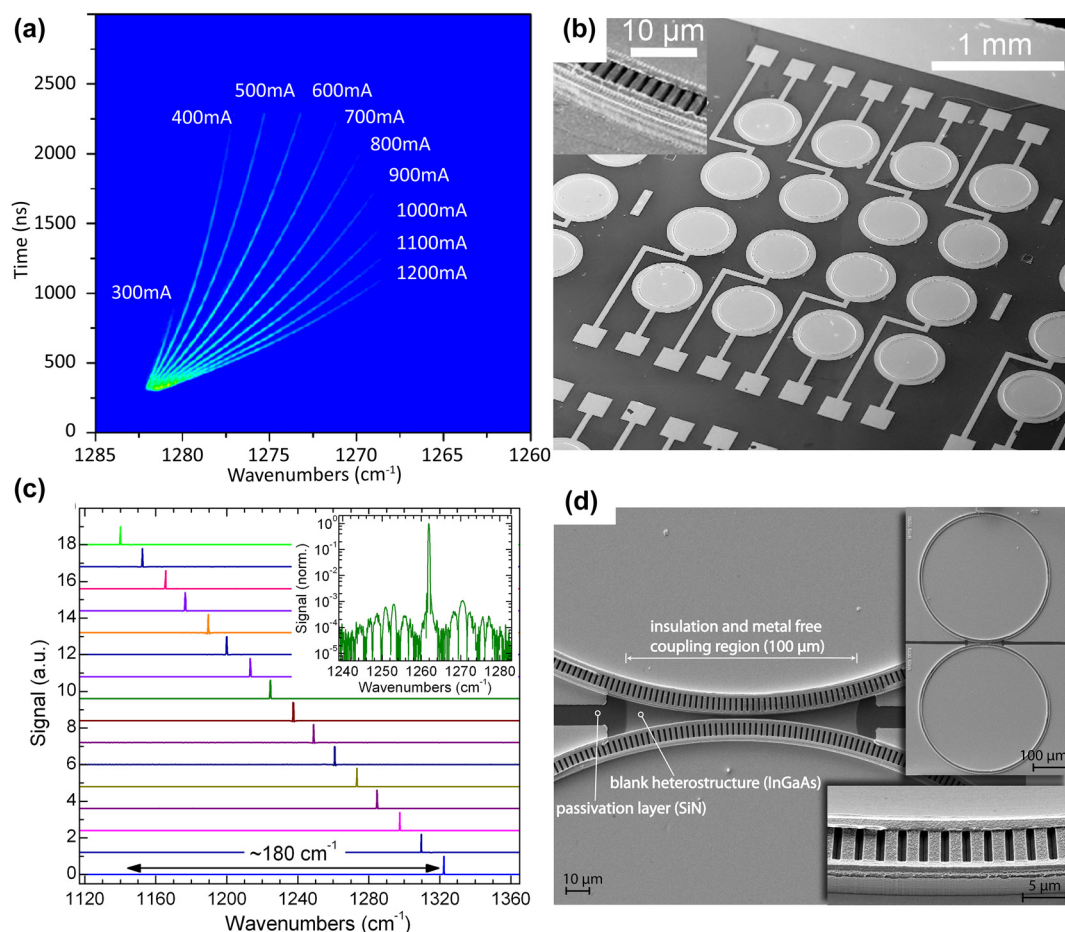 (a)
2500
2000
1500
1000
500
0
Time (ns)
300mA
400mA
500mA
600mA
700mA
800mA
900mA
1000mA
1100mA
1200mA
1285
1280
1275
1270
1265
1260
Wavenumbers (cm⁻¹)
(b)
10 µm
1 mm
(c)
18
16
14
12
10
8
6
4
2
0
Signal (a.u.)
~180 cm⁻¹
1120
1160
1200
1240
1280
1320
1360
Wavenumbers (cm⁻¹)
10⁰
10⁻¹
10⁻²
10⁻³
10⁻⁴
10⁻⁵
Signal (norm.)
1240
1250
1260
1270
1280
Wavenumbers (cm⁻¹)
(d)
insulation and metal free
coupling region (100 µm)
blank heterostructure (InGaAs)
passivation layer (SiN)
10 µm
100 µm
5 µm